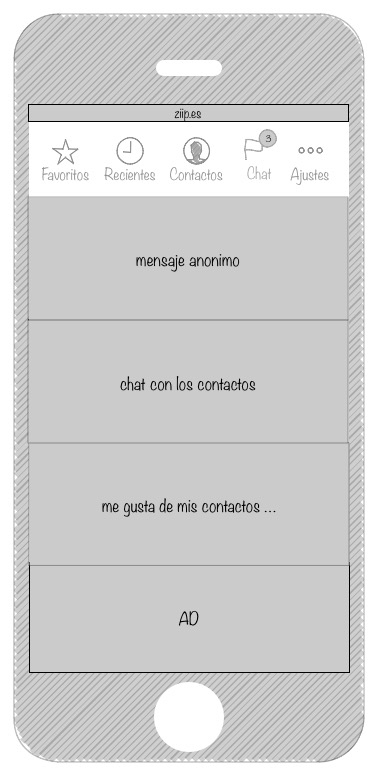 ziip.es
3
Favoritos Recientes Contactos Chat Ajustes
mensaje anonimo
chat con los contactos
me gusta de mis contactos ...
AD